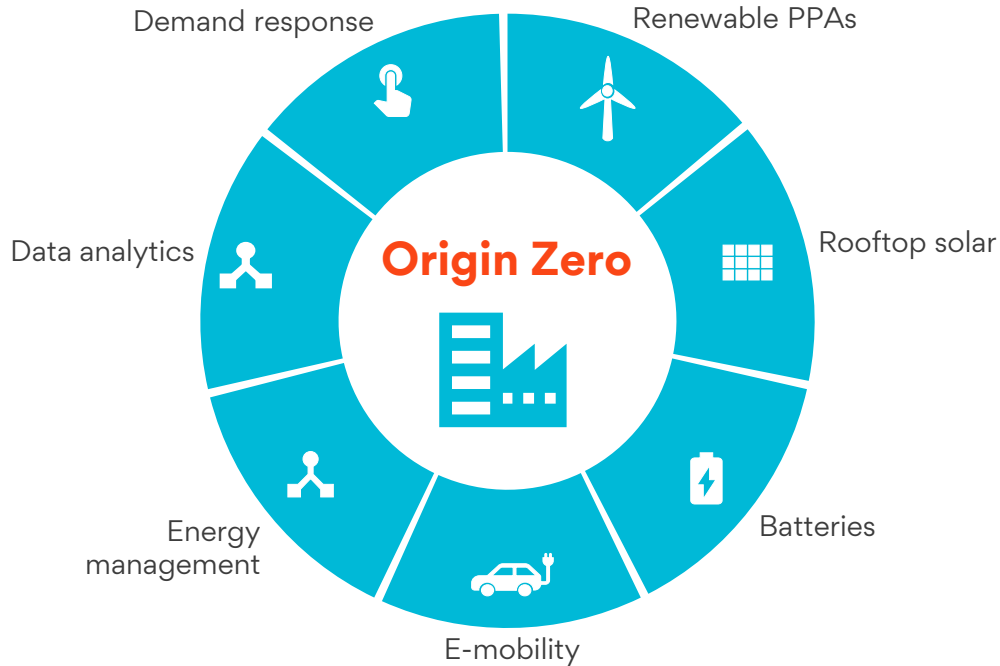 Demand response
Renewable PPAs
Data analytics
Rooftop solar
Origin Zero
Energy
management
Batteries
E-mobility